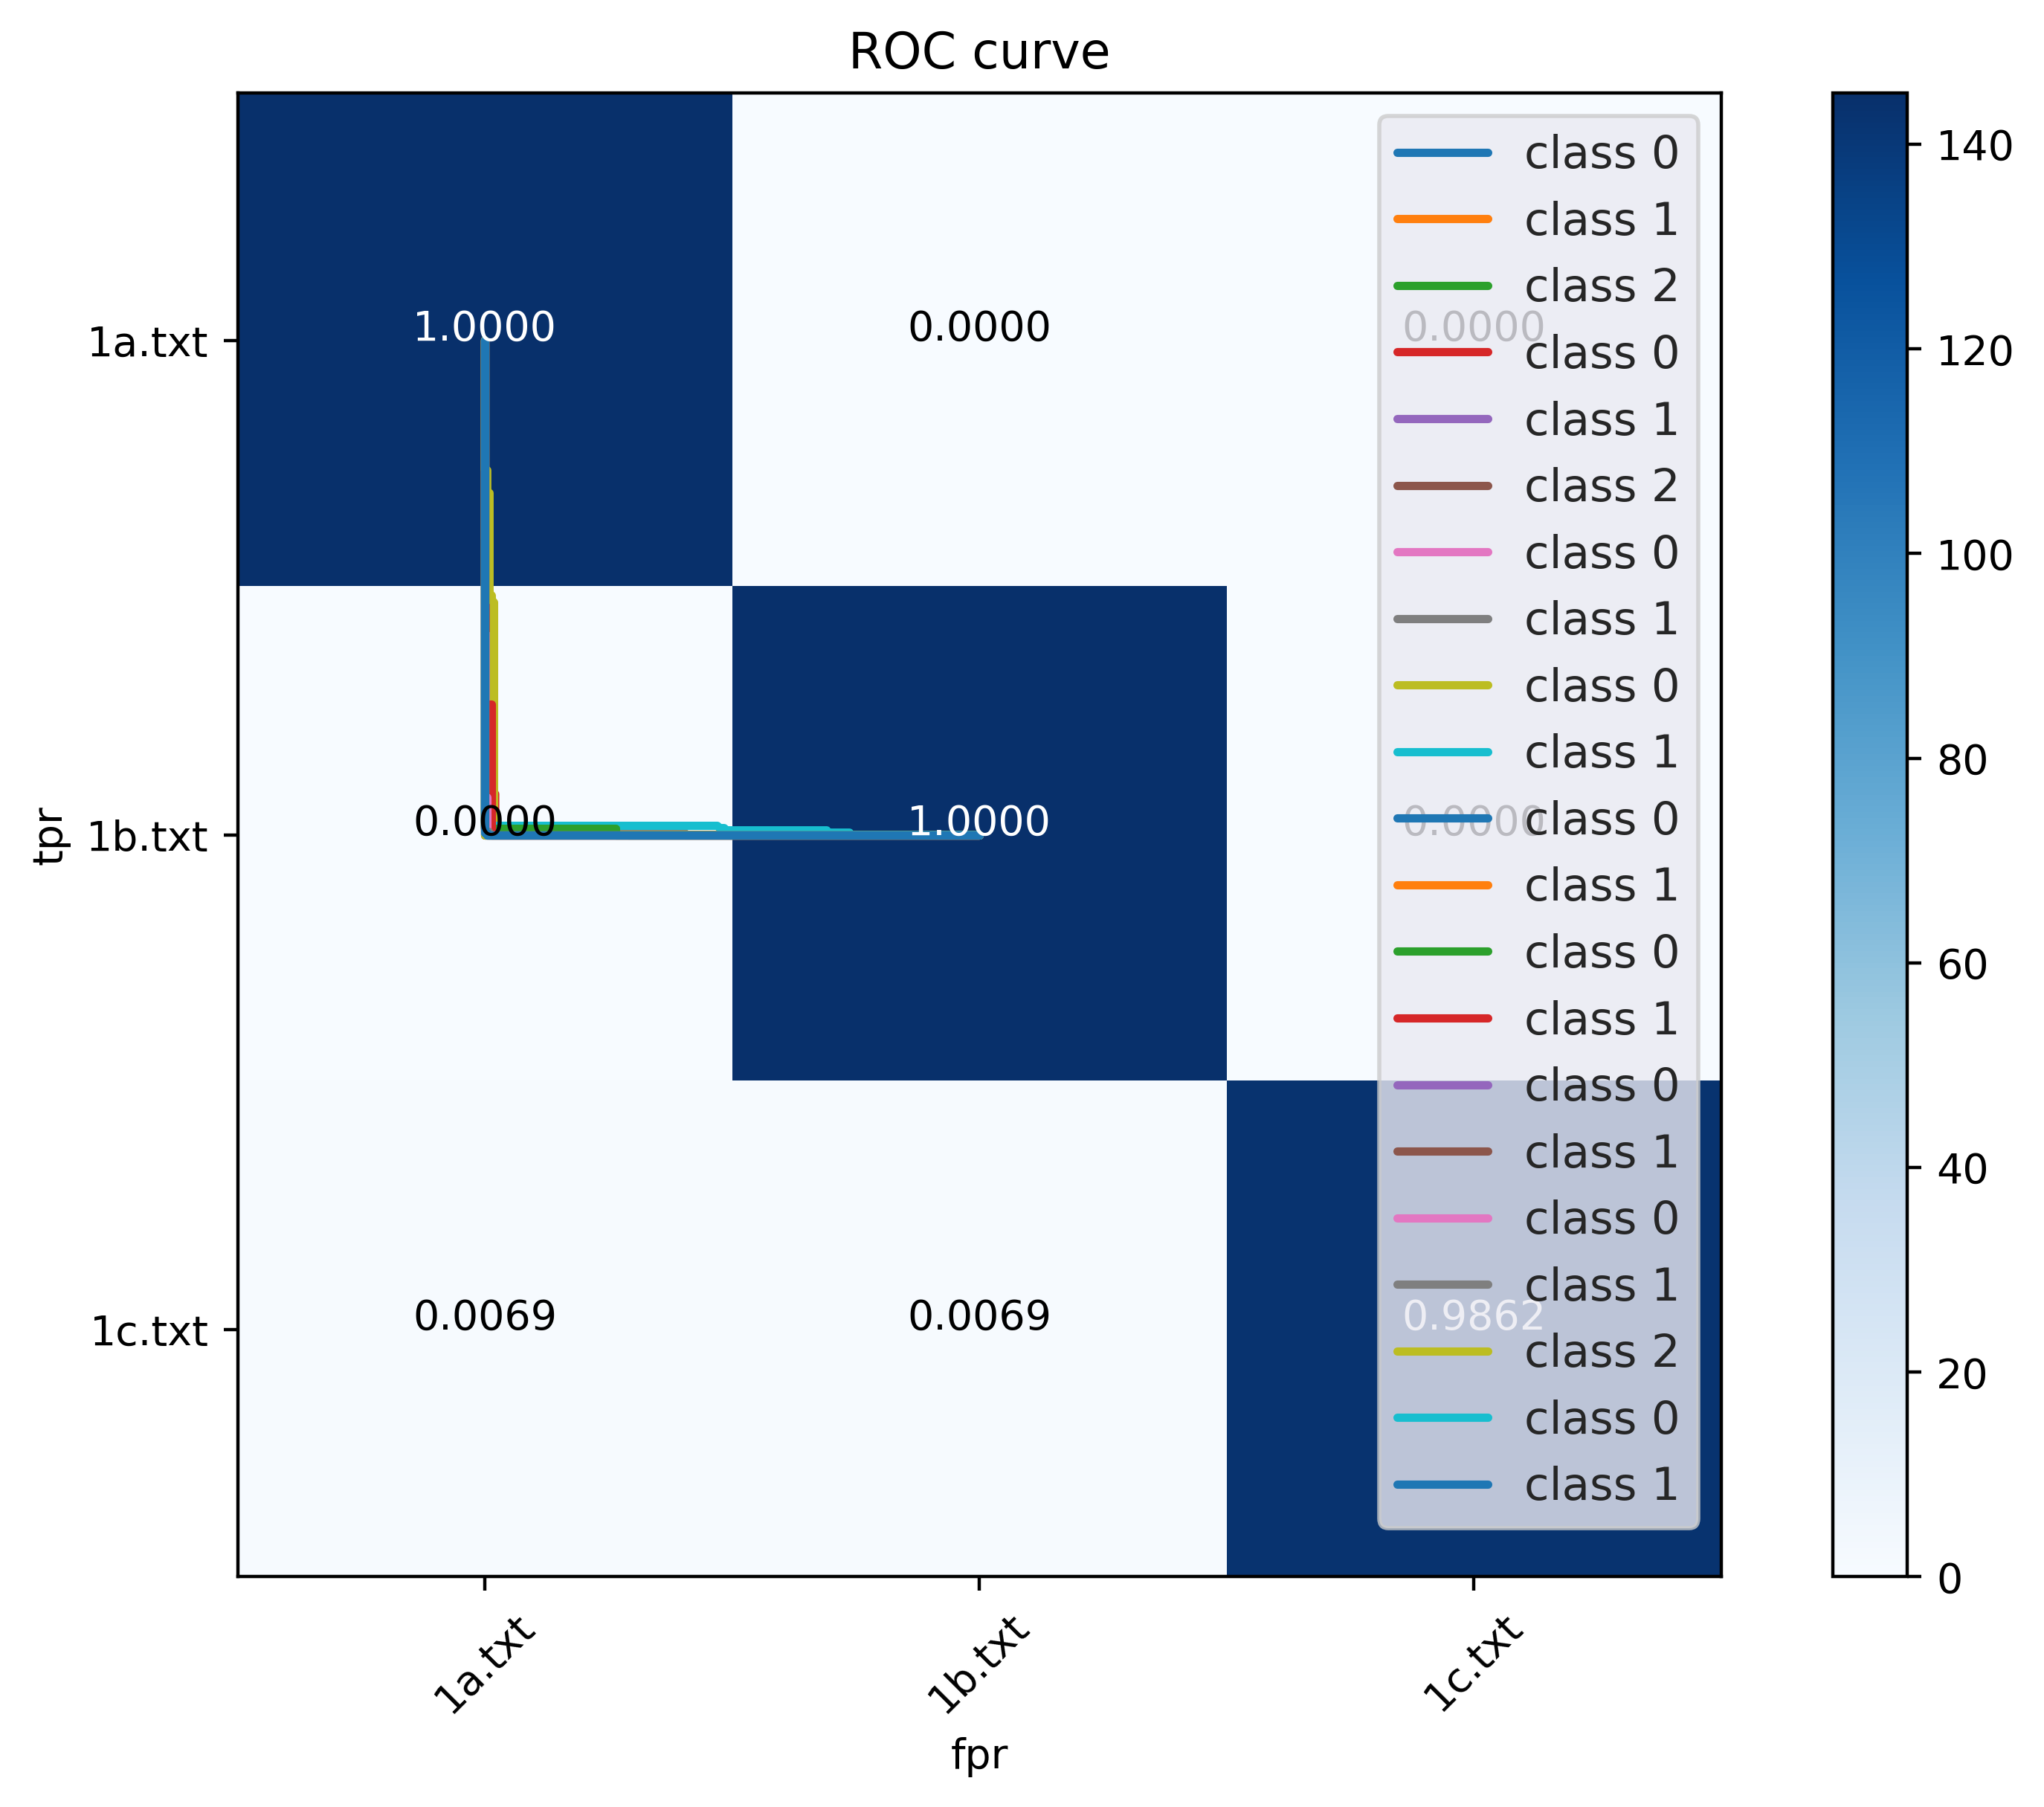 ROC curve
1a.txt
1b.txt
1c.txt
tpr
1.0000 0.0000 0.0000
0.0000 1.0000 0.0000
0.0069 0.0069 0.9862
class 0
class 1
class 2
class 0
class 1
class 2
class 0
class 1
class 0
class 1
class 0
class 1
class 0
class 1
class 0
class 1
class 0
class 1
class 2
class 0
class 1
140
120
100
80
60
40
20
0
1a.txt 1b.txt 1c.txt
fpr